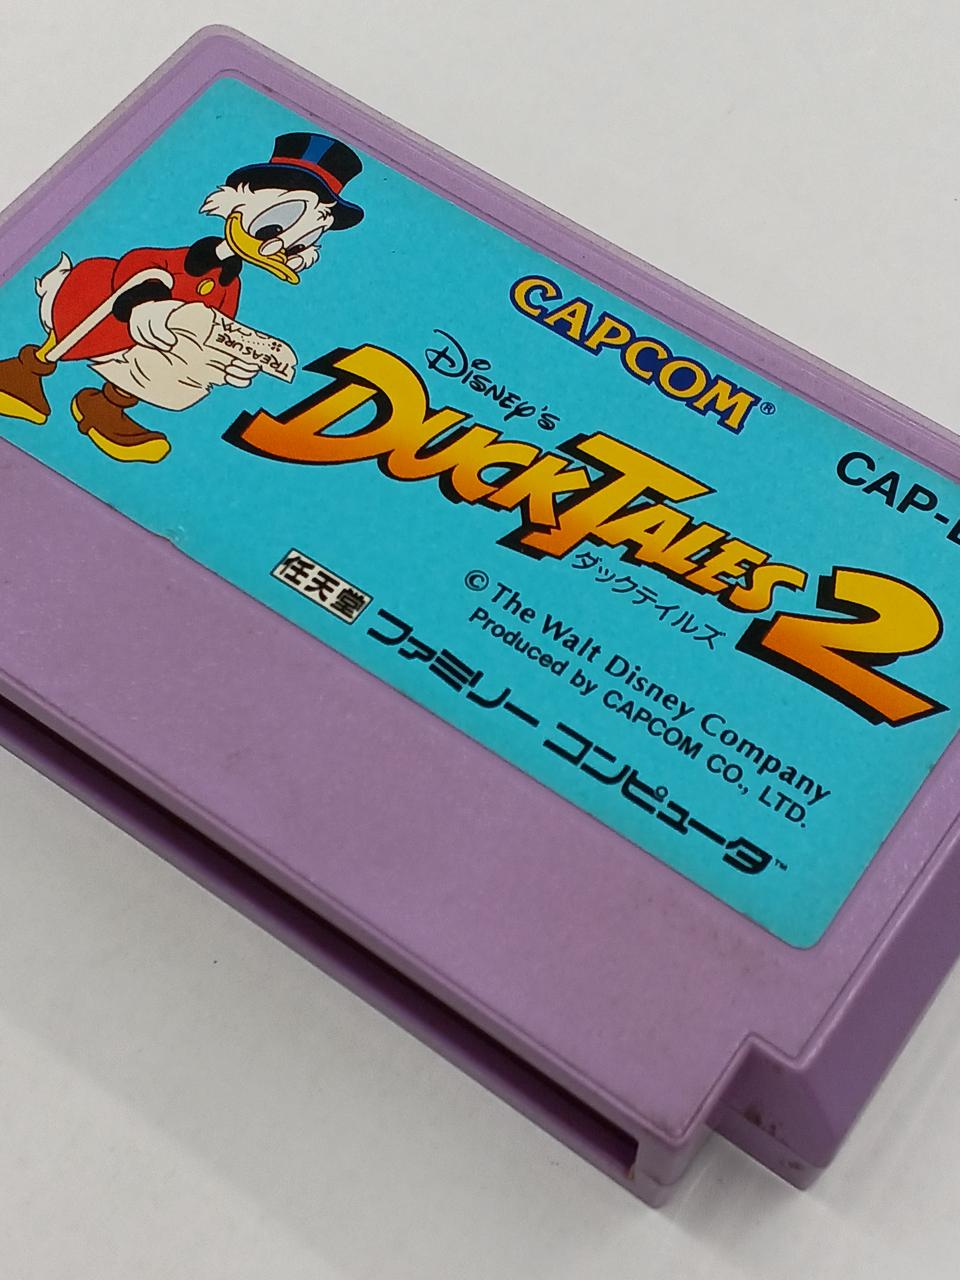 CAPCOM®
CAP-
DISNEY'S
DUCKTALES 2
ダックテイルズ
TREASURE
© The Walt Disney Company
Produced by CAPCOM CO., LTD.
任天堂 ファミリー コンピュータ™